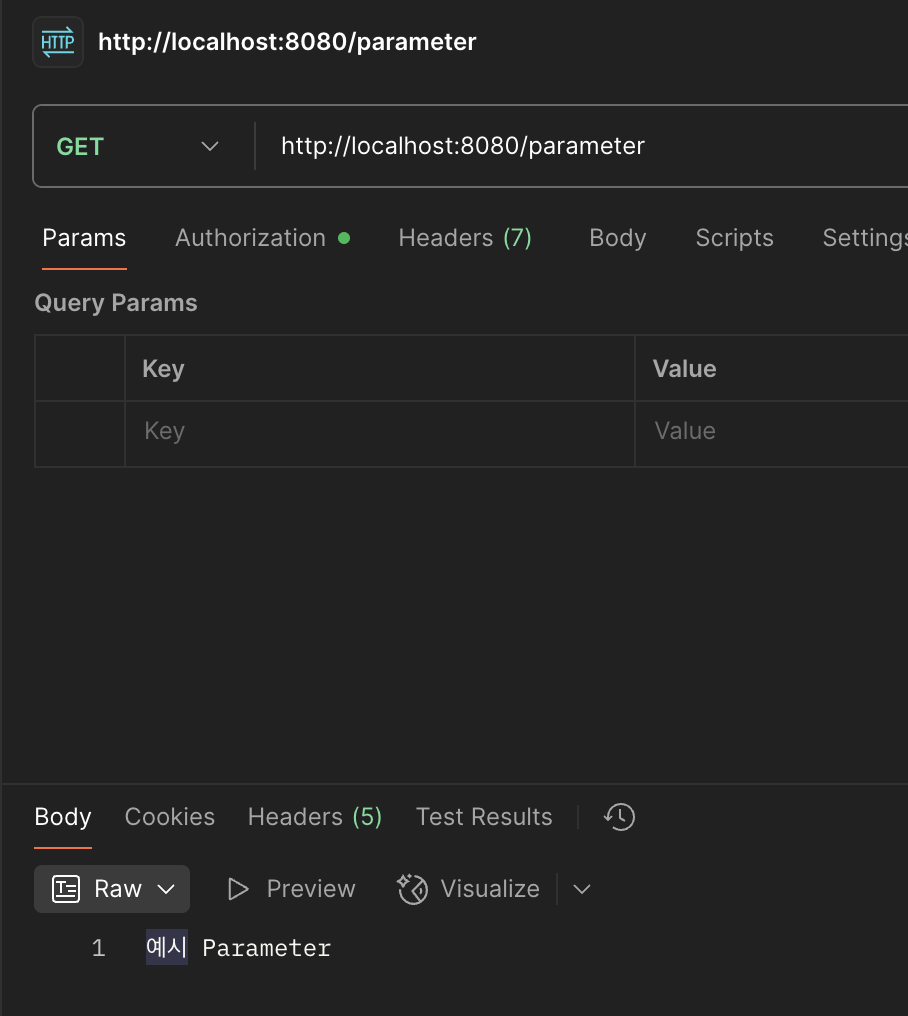 HTTP http://localhost:8080/parameter
GET http://localhost:8080/parameter
Params Authorization Headers (7) Body Scripts Settings
Query Params
Key Value
Key Value
Body Cookies Headers (5) Test Results
Raw Preview Visualize
1 예시 Parameter